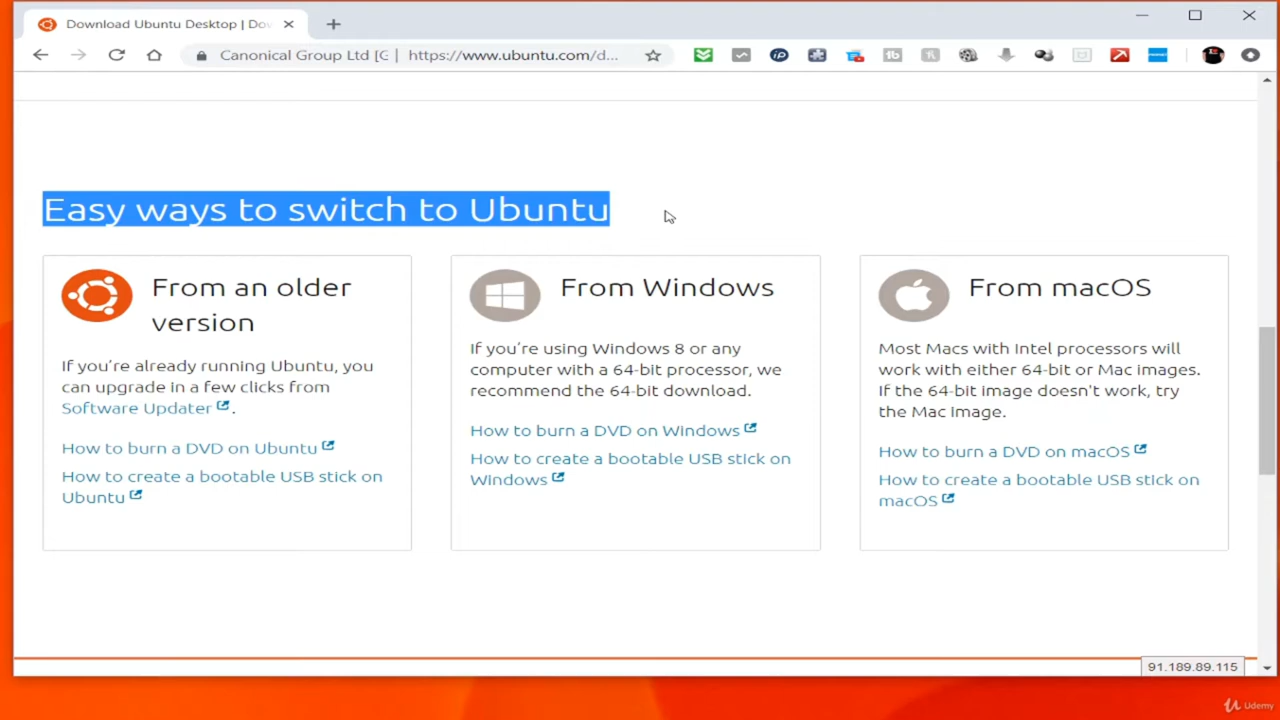 Download Ubuntu Desktop | Do
Canonical Group Ltd [G | https://www.ubuntu.com/d...
Easy ways to switch to Ubuntu
From an older
version
If you're already running Ubuntu, you
can upgrade in a few clicks from
Software Updater .
How to burn a DVD on Ubuntu
How to create a bootable USB stick on
Ubuntu
From Windows
If you're using Windows 8 or any
computer with a 64-bit processor, we
recommend the 64-bit download.
How to burn a DVD on Windows
How to create a bootable USB stick on
Windows
From macOS
Most Macs with Intel processors will
work with either 64-bit or Mac images.
If the 64-bit image doesn't work, try
the Mac image.
How to burn a DVD on macOS
How to create a bootable USB stick on
macOS
91.189.89.115
Udemy